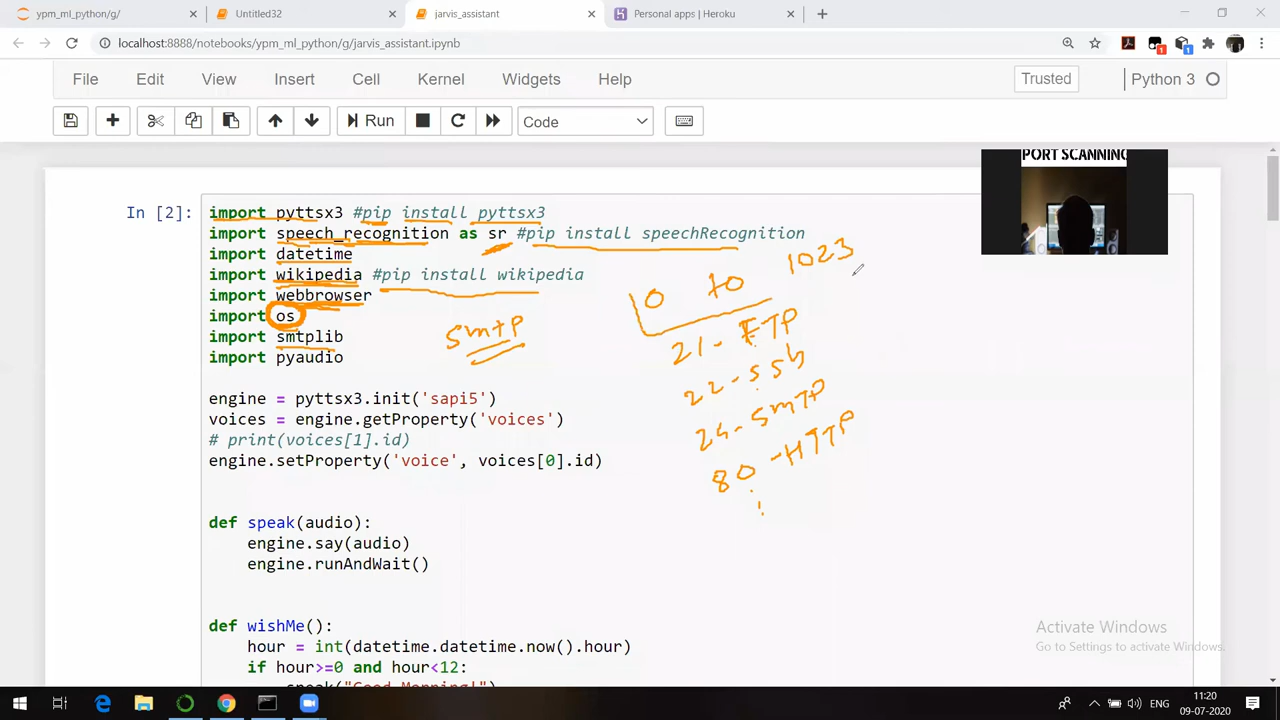 ypm_ml_python/g/
Untitled32
jarvis_assistant
Personal apps | Heroku
localhost:8888/notebooks/ypm_ml_python/g/jarvis_assistant.ipynb
File Edit View Insert Cell Kernel Widgets Help
Trusted
Python 3
Run
Code
PORT SCANNING
In [2]:
import pyttsx3 #pip install pyttsx3
import speech_recognition as sr #pip install speechRecognition
import datetime
import wikipedia #pip install wikipedia
import webbrowser
import os
import smtplib
import pyaudio
engine = pyttsx3.init('sapi5')
voices = engine.getProperty('voices')
# print(voices[1].id)
engine.setProperty('voice', voices[0].id)
def speak(audio):
engine.say(audio)
engine.runAndWait()
def wishMe():
hour = int(datetime.datetime.now().hour)
if hour>=0 and hour<12:
speak("Good Morning!")
smtP
0 to 1023
21- FTP
22- ssh
SmTP
80 -HTTP
Activate Windows
Go to Settings to activate Windows.
ENG
11:20
09-07-2020